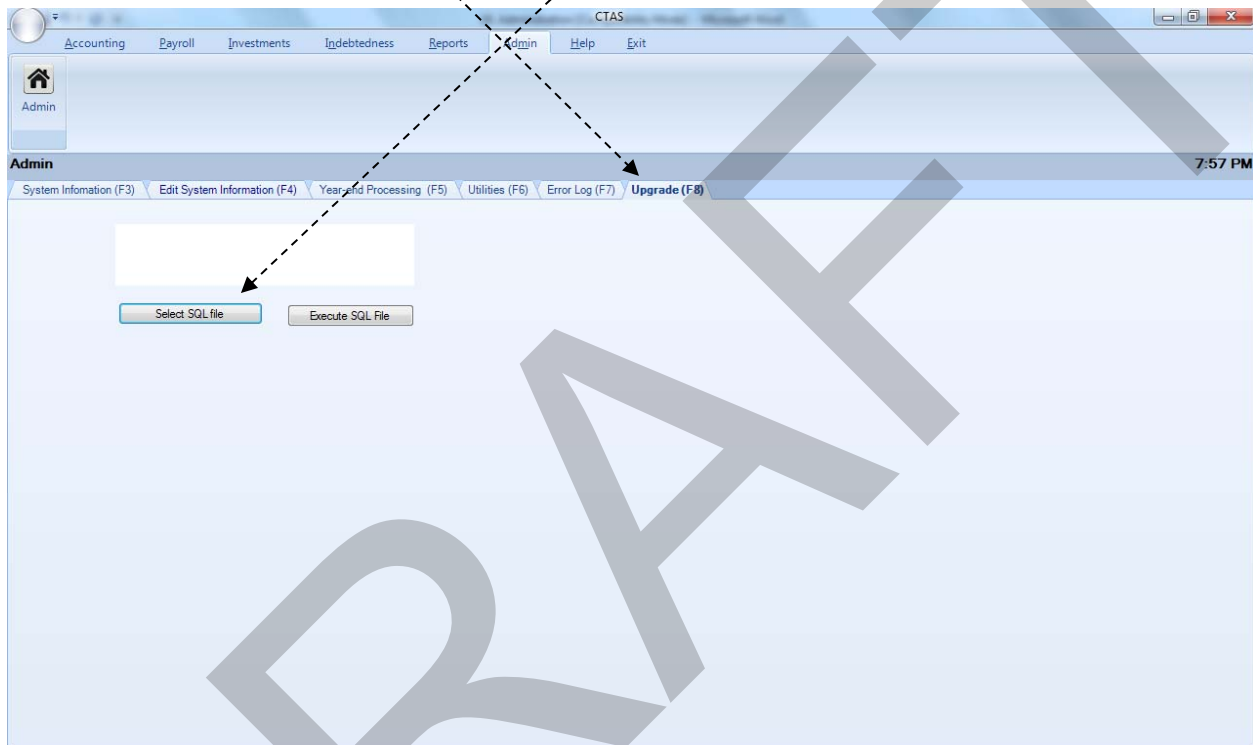 CTAS
Accounting Payroll Investments Indebtedness Reports Admin Help Exit
Admin
Admin 7:57 PM
System Infomation (F3) Edit System Information (F4) Year-end Processing (F5) Utilities (F6) Error Log (F7) Upgrade (F8)
Select SQL file Execute SQL File
RAFT